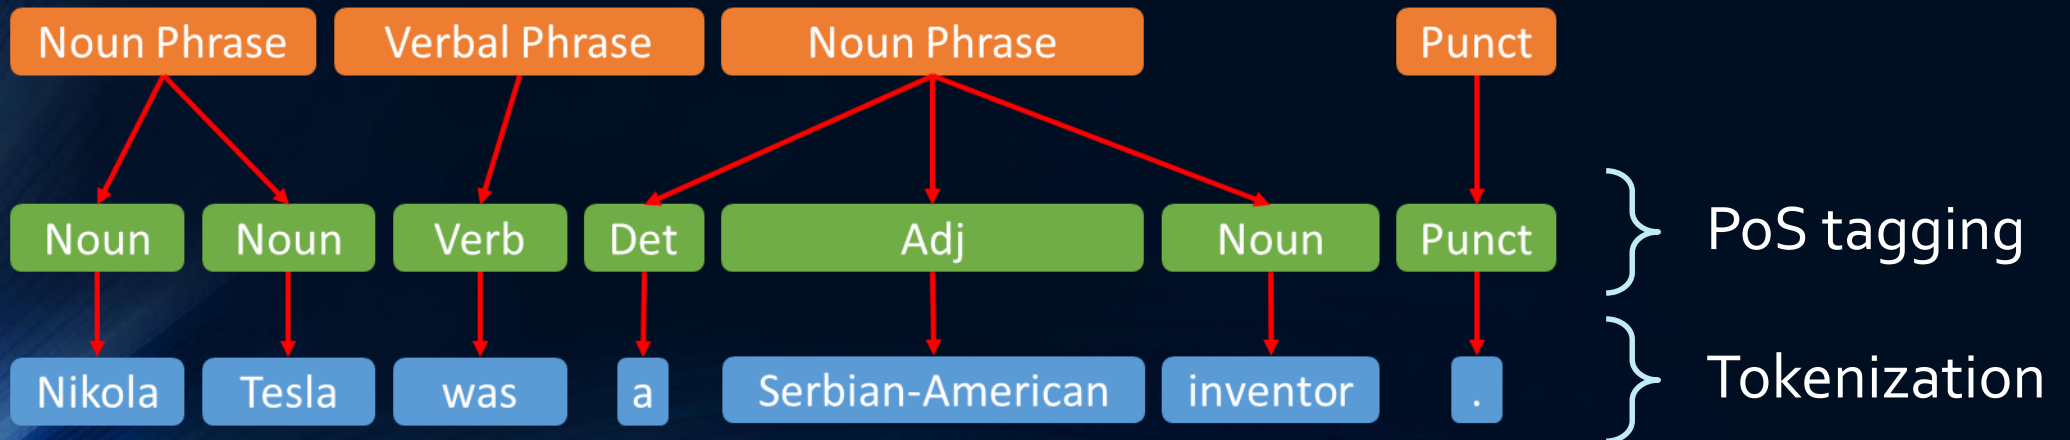 Noun Phrase Verbal Phrase Noun Phrase Punct
Noun Noun Verb Det Adj Noun Punct PoS tagging
Nikola Tesla was a Serbian-American inventor . Tokenization